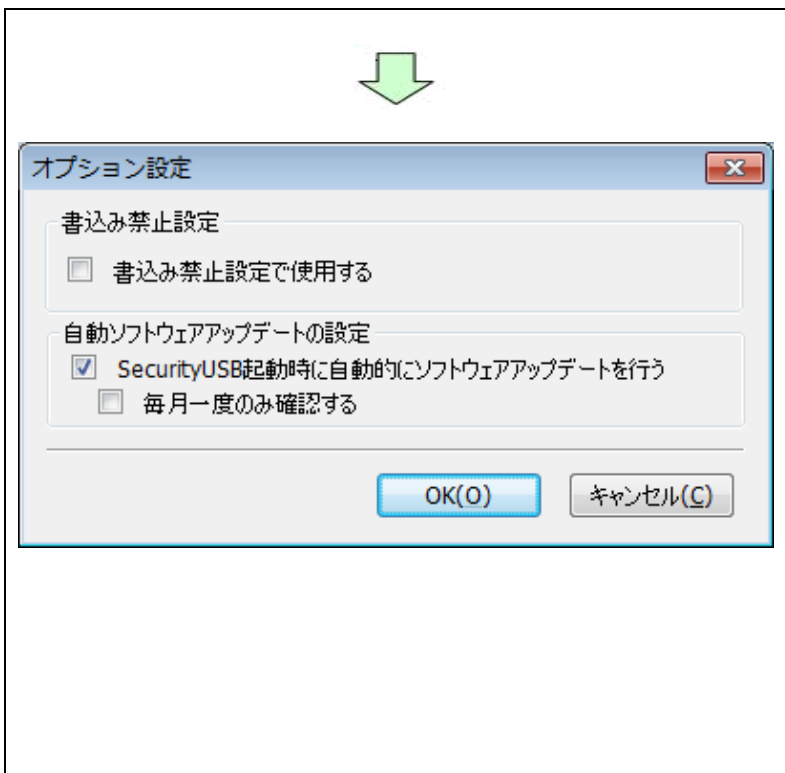 オプション設定
書込み禁止設定
書込み禁止設定で使用する
自動ソフトウェアアップデートの設定
SecurityUSB起動時に自動的にソフトウェアアップデートを行う
毎月一度のみ確認する
OK(O)
キャンセル(C)